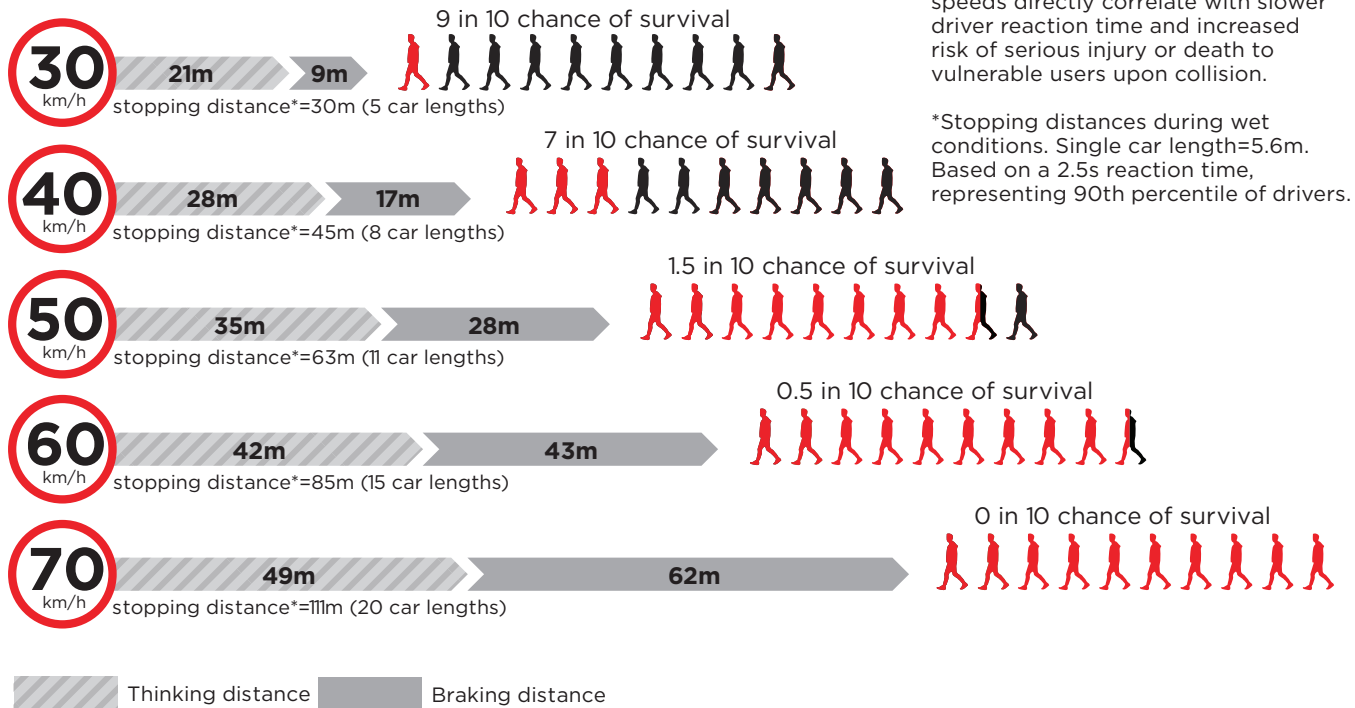 9 in 10 chance of survival
30
km/h
21m
9m
stopping distance*=30m (5 car lengths)
7 in 10 chance of survival
40
km/h
28m
17m
stopping distance*=45m (8 car lengths)
1.5 in 10 chance of survival
50
km/h
35m
28m
stopping distance*=63m (11 car lengths)
0.5 in 10 chance of survival
60
km/h
42m
43m
stopping distance*=85m (15 car lengths)
0 in 10 chance of survival
70
km/h
49m
62m
stopping distance*=111m (20 car lengths)
Thinking distance
Braking distance
speeds directly correlate with slower
driver reaction time and increased
risk of serious injury or death to
vulnerable users upon collision.
*Stopping distances during wet
conditions. Single car length=5.6m.
Based on a 2.5s reaction time,
representing 90th percentile of drivers.